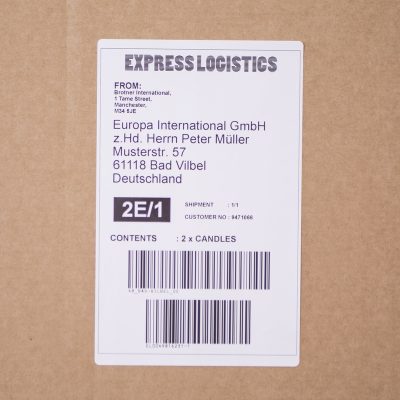 EXPRESS LOGISTICS
FROM:
Brotner International,
1 Tame Street,
Manchester,
M34 5JE
Europa International GmbH
z.Hd. Herrn Peter Müller
Musterstr. 57
61118 Bad Vilbel
Deutschland
2E/1
SHIPMENT : 1/1
CUSTOMER NO : 9471066
CONTENTS : 2 x CANDLES